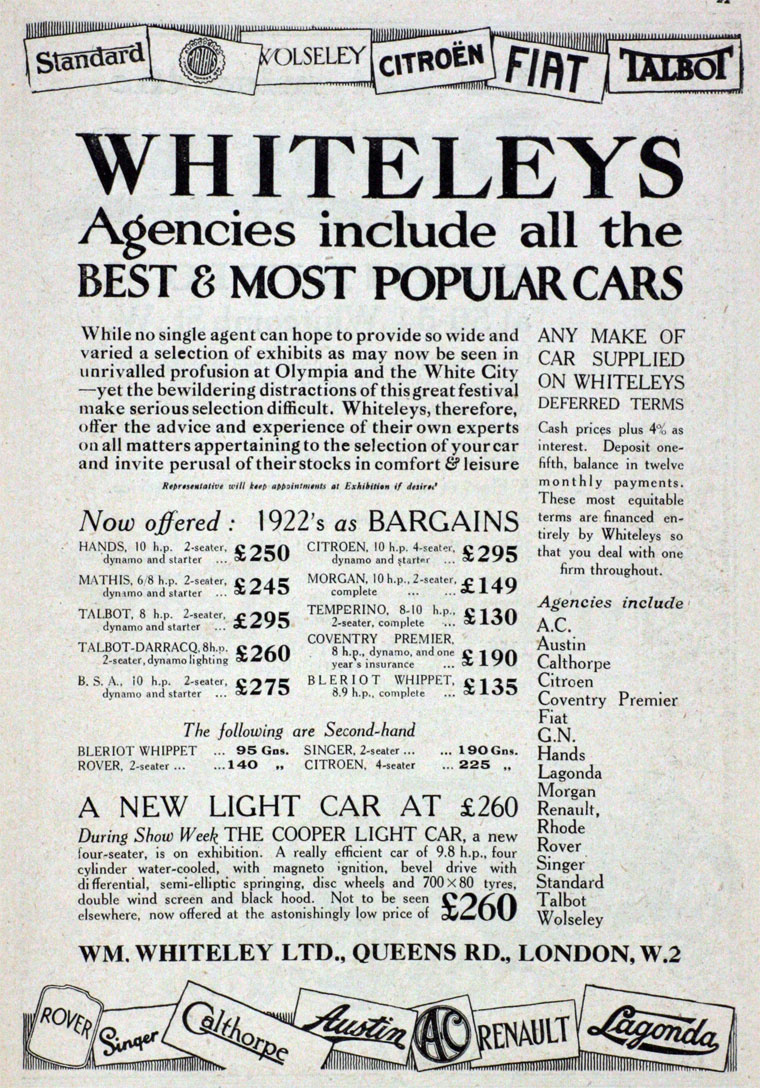 Standard
WOLSELEY
CITROËN
FIAT
TALBOT
WHITELEYS
Agencies include all the
BEST & MOST POPULAR CARS
While no single agent can hope to provide so wide and
varied a selection of exhibits as may now be seen in
unrivalled profusion at Olympia and the White City
—yet the bewildering distractions of this great festival
make serious selection difficult. Whiteleys, therefore,
offer the advice and experience of their own experts
on all matters appertaining to the selection of your car
and invite perusal of their stocks in comfort & leisure
Representative will keep appointments at Exhibition if desired
Now offered : 1922's as BARGAINS
HANDS, 10 h.p. 2-seater,
dynamo and starter ... £250
MATHIS, 6/8 h.p. 2-seater,
dynamo and starter ... £245
TALBOT, 8 h.p. 2-seater,
dynamo and starter ... £295
TALBOT-DARRACQ, 8h.p.
2-seater, dynamo lighting £260
B. S. A., 10 h.p. 2-seater,
dynamo and starter ... £275
CITROEN, 10 h.p. 4-seater,
dynamo and starter ... £295
MORGAN, 10 h.p., 2-seater,
complete ... ... £149
TEMPERINO, 8-10 h.p.,
2-seater, complete ... £130
COVENTRY PREMIER,
8 h.p., dynamo, and one
year's insurance ... £190
BLERIOT WHIPPET,
8.9 h.p., complete ... £135
The following are Second-hand
BLERIOT WHIPPET ... 95 Gns.
ROVER, 2-seater ... ... 140 „
SINGER, 2-seater ... ... 190 Gns.
CITROEN, 4-seater ... 225 „
A NEW LIGHT CAR AT £260
During Show Week THE COOPER LIGHT CAR, a new
four-seater, is on exhibition. A really efficient car of 9.8 h.p., four
cylinder water-cooled, with magneto ignition, bevel drive with
differential, semi-elliptic springing, disc wheels and 700×80 tyres,
double wind screen and black hood. Not to be seen
elsewhere, now offered at the astonishingly low price of £260
ANY MAKE OF
CAR SUPPLIED
ON WHITELEYS
DEFERRED TERMS
Cash prices plus 4% as
interest. Deposit one-
fifth, balance in twelve
monthly payments.
These most equitable
terms are financed en-
tirely by Whiteleys so
that you deal with one
firm throughout.
Agencies include
A.C.
Austin
Calthorpe
Citroen
Coventry Premier
Fiat
G.N.
Hands
Lagonda
Morgan
Renault,
Rhode
Rover
Singer
Standard
Talbot
Wolseley
WM. WHITELEY LTD., QUEENS RD., LONDON, W.2
ROVER
Singer
Calthorpe
Austin
A·C
RENAULT
Lagonda